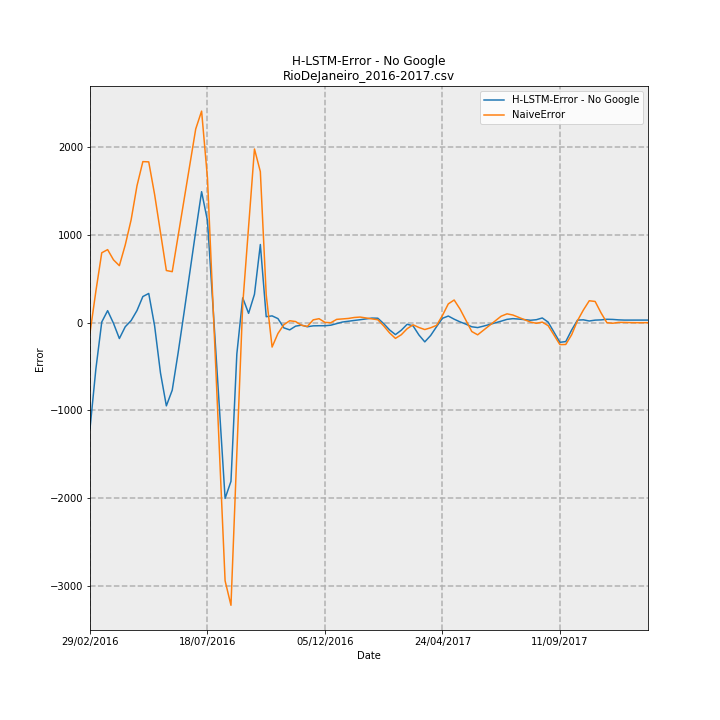 H-LSTM-Error - No Google
RioDeJaneiro_2016-2017.csv
H-LSTM-Error - No Google
NaiveError
2000
1000
0
−1000
−2000
−3000
Error
29/02/2016
18/07/2016
05/12/2016
24/04/2017
11/09/2017
Date